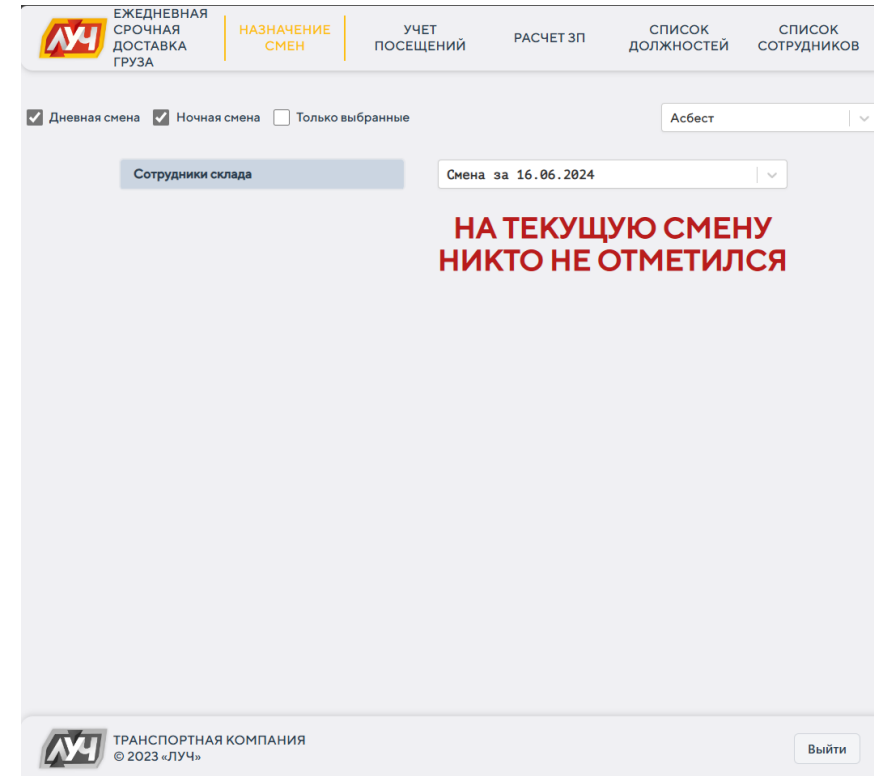 ЛУЧ
ЕЖЕДНЕВНАЯ
СРОЧНАЯ
ДОСТАВКА
ГРУЗА
НАЗНАЧЕНИЕ
СМЕН
УЧЕТ
ПОСЕЩЕНИЙ
РАСЧЕТ ЗП
СПИСОК
ДОЛЖНОСТЕЙ
СПИСОК
СОТРУДНИКОВ
Дневная смена Ночная смена Только выбранные
Асбест
Сотрудники склада
Смена за 16.06.2024
НА ТЕКУЩУЮ СМЕНУ
НИКТО НЕ ОТМЕТИЛСЯ
ЛУЧ
ТРАНСПОРТНАЯ КОМПАНИЯ
© 2023 «ЛУЧ»
Выйти